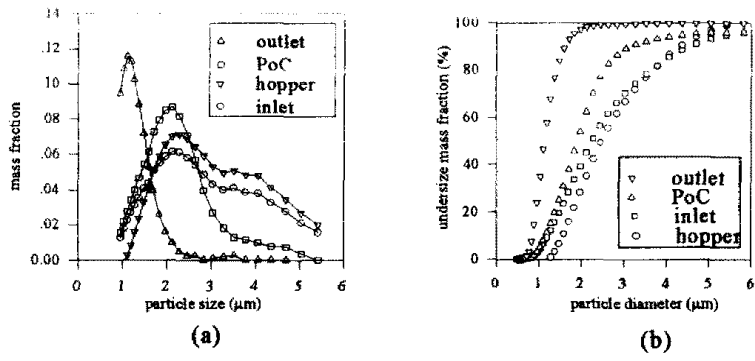 .14
0.12
.10
.08
.06
.04
.02
0.00
mass fraction
outlet
PoC
hopper
inlet
0 1 2 3 4 5 6
particle size (μm)
(a)
100
80
60
40
20
0
undersize mass fraction (%)
outlet
PoC
inlet
hopper
0 1 2 3 4 5 6
particle diameter (μm)
(b)